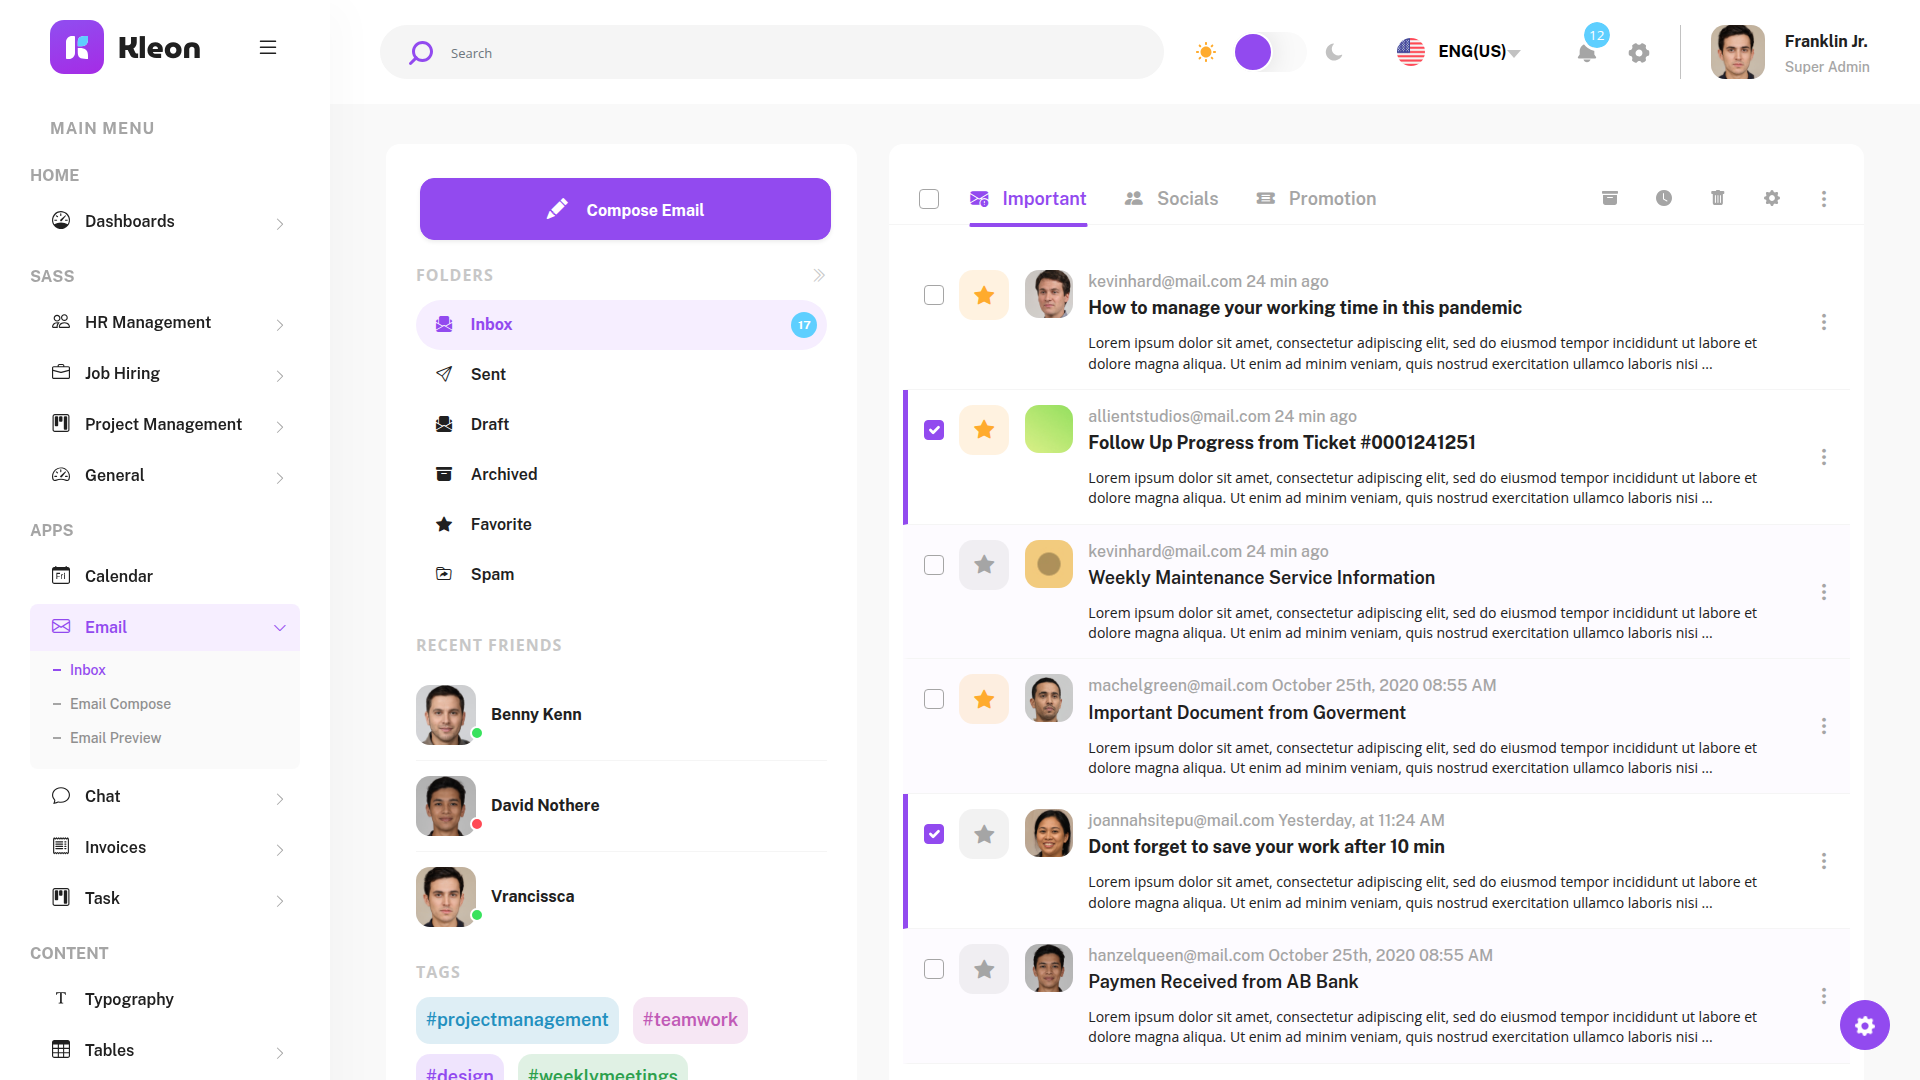 Kleon
MAIN MENU
HOME
Dashboards
SASS
HR Management
Job Hiring
Project Management
General
APPS
Fri
Calendar
Email
Inbox
Email Compose
Email Preview
Chat
Invoices
Task
CONTENT
T
Typography
Tables
Search
ENG(US)
12
Franklin Jr.
Super Admin
Compose Email
FOLDERS
Inbox
17
Sent
Draft
Archived
Favorite
Spam
RECENT FRIENDS
Benny Kenn
David Nothere
Vrancissca
TAGS
#projectmanagement
#teamwork
#design
#weeklymeetings
Important
Socials
Promotion
kevinhard@mail.com 24 min ago
How to manage your working time in this pandemic
Lorem ipsum dolor sit amet, consectetur adipiscing elit, sed do eiusmod tempor incididunt ut labore et
dolore magna aliqua. Ut enim ad minim veniam, quis nostrud exercitation ullamco laboris nisi ...
allientstudios@mail.com 24 min ago
Follow Up Progress from Ticket #0001241251
Lorem ipsum dolor sit amet, consectetur adipiscing elit, sed do eiusmod tempor incididunt ut labore et
dolore magna aliqua. Ut enim ad minim veniam, quis nostrud exercitation ullamco laboris nisi ...
kevinhard@mail.com 24 min ago
Weekly Maintenance Service Information
Lorem ipsum dolor sit amet, consectetur adipiscing elit, sed do eiusmod tempor incididunt ut labore et
dolore magna aliqua. Ut enim ad minim veniam, quis nostrud exercitation ullamco laboris nisi ...
machelgreen@mail.com October 25th, 2020 08:55 AM
Important Document from Goverment
Lorem ipsum dolor sit amet, consectetur adipiscing elit, sed do eiusmod tempor incididunt ut labore et
dolore magna aliqua. Ut enim ad minim veniam, quis nostrud exercitation ullamco laboris nisi ...
joannahsitepu@mail.com Yesterday, at 11:24 AM
Dont forget to save your work after 10 min
Lorem ipsum dolor sit amet, consectetur adipiscing elit, sed do eiusmod tempor incididunt ut labore et
dolore magna aliqua. Ut enim ad minim veniam, quis nostrud exercitation ullamco laboris nisi ...
hanzelqueen@mail.com October 25th, 2020 08:55 AM
Paymen Received from AB Bank
Lorem ipsum dolor sit amet, consectetur adipiscing elit, sed do eiusmod tempor incididunt ut labore et
dolore magna aliqua. Ut enim ad minim veniam, quis nostrud exercitation ullamco laboris nisi ...